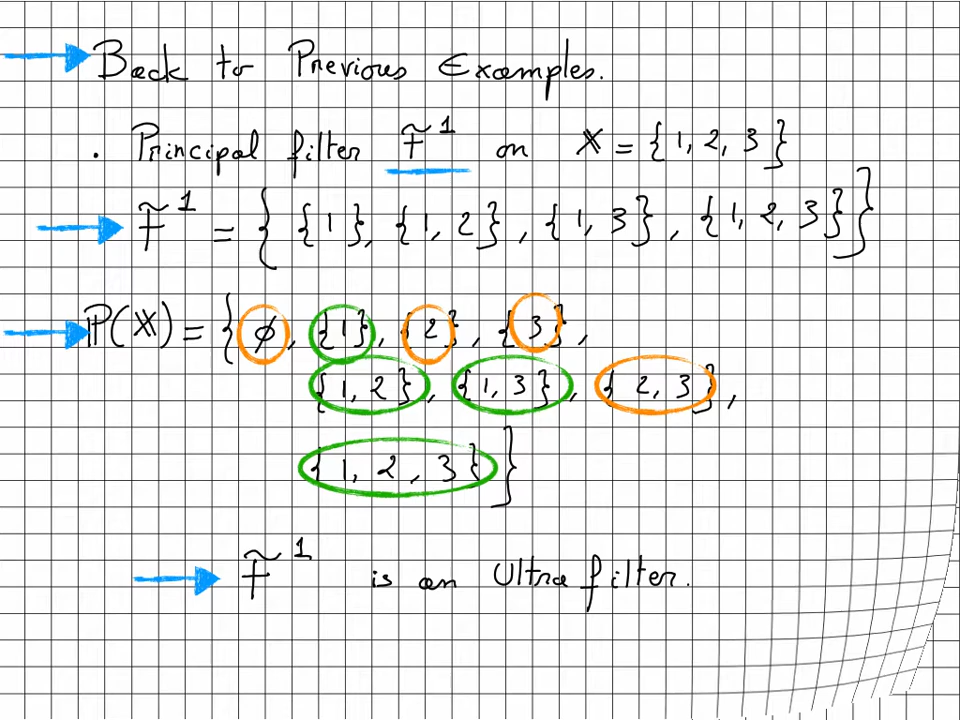 Back to Previous Examples.
. Principal filter F̃¹ on X = {1, 2, 3}
F̃¹ = { {1}, {1, 2}, {1, 3}, {1, 2, 3} }
P(X) = { ∅, {1}, {2}, {3},
{1, 2}, {1, 3}, {2, 3},
{1, 2, 3} }
F̃¹ is an Ultrafilter.